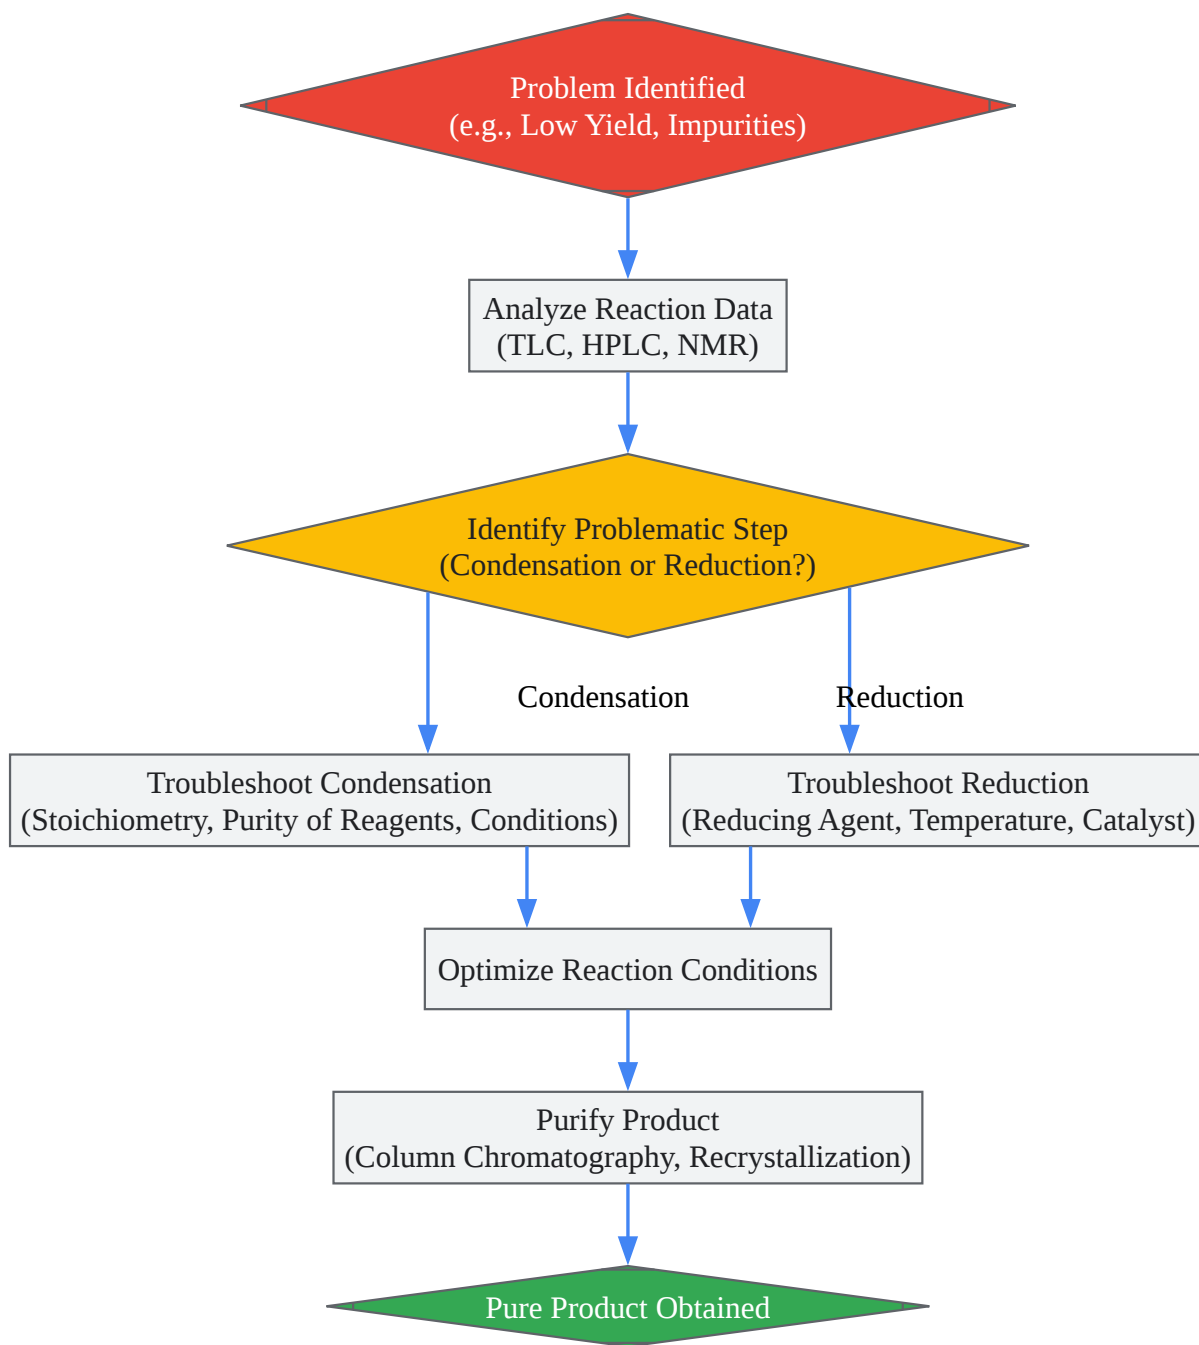 Problem Identified
(e.g., Low Yield, Impurities)
Analyze Reaction Data
(TLC, HPLC, NMR)
Identify Problematic Step
(Condensation or Reduction?)
Condensation
Reduction
Troubleshoot Condensation
(Stoichiometry, Purity of Reagents, Conditions)
Troubleshoot Reduction
(Reducing Agent, Temperature, Catalyst)
Optimize Reaction Conditions
Purify Product
(Column Chromatography, Recrystallization)
Pure Product Obtained